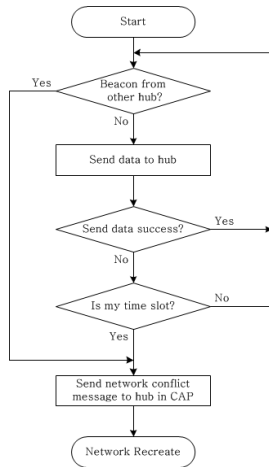 Start
Yes
Beacon from
other hub?
No
Send data to hub
Send data success?
Yes
No
Is my time slot?
No
Yes
Send network conflict
message to hub in CAP
Network Recreate